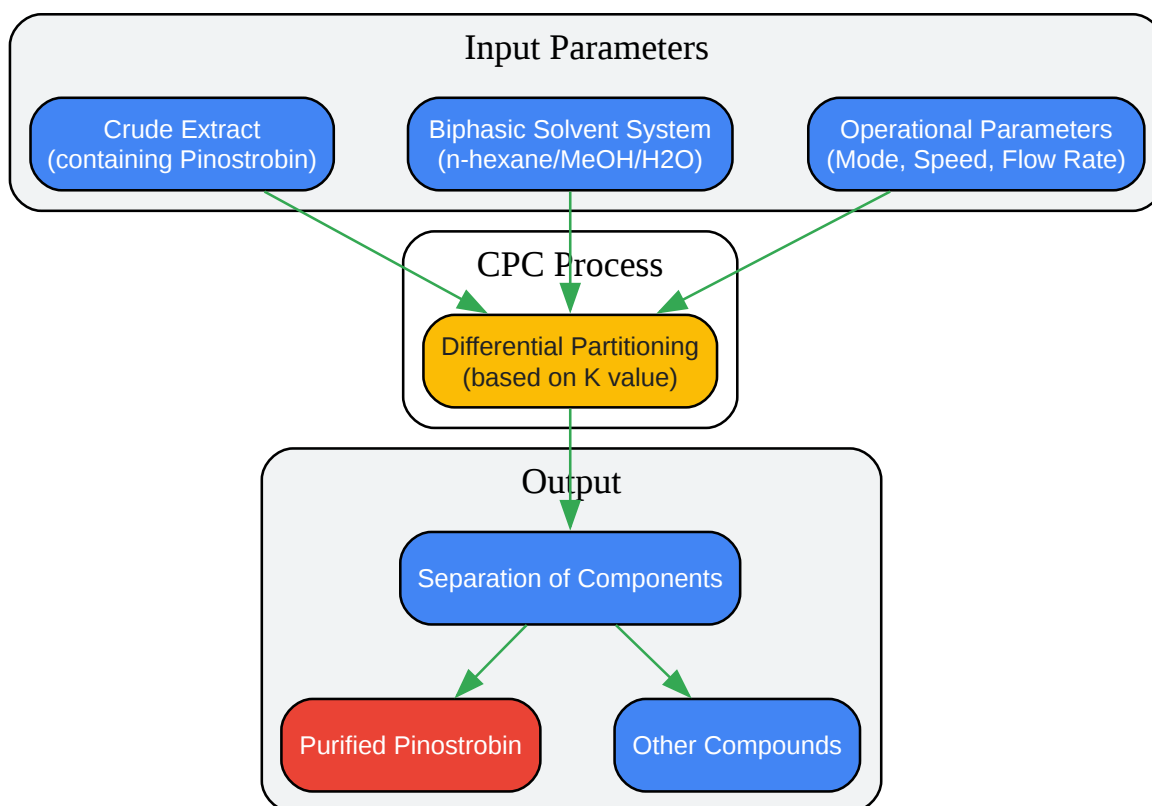 Input Parameters
Crude Extract
(containing Pinostrobin)
Biphasic Solvent System
(n-hexane/MeOH/H2O)
Operational Parameters
(Mode, Speed, Flow Rate)
CPC Process
Differential Partitioning
(based on K value)
Output
Separation of Components
Purified Pinostrobin
Other Compounds